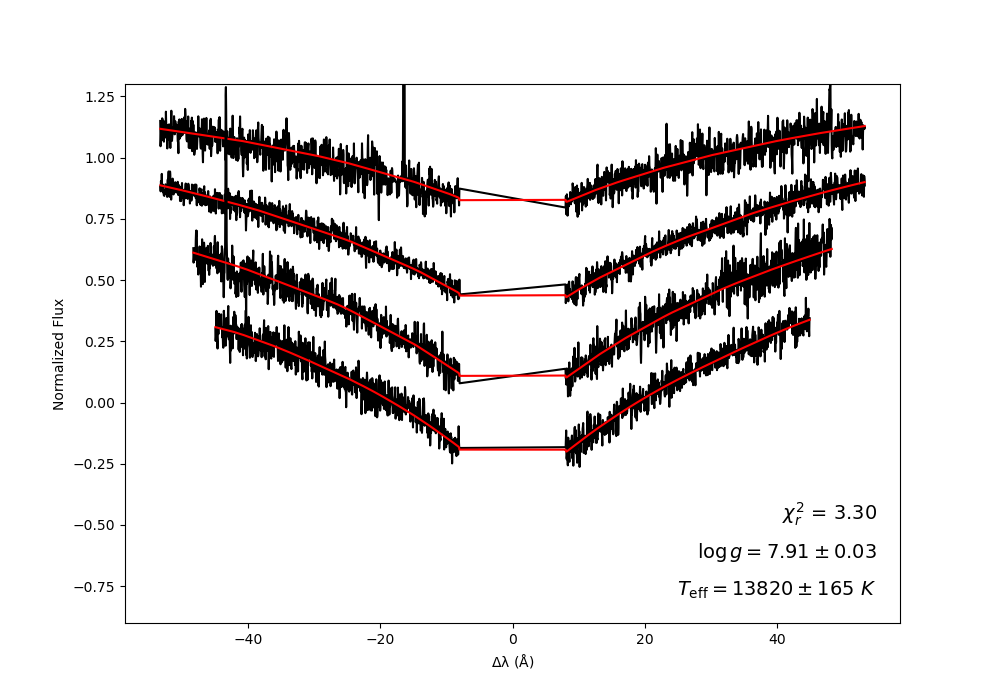 1.25
1.00
0.75
0.50
0.25
0.00
−0.25
−0.50
−0.75
Normalized Flux
χ²ᵣ = 3.30
log g = 7.91 ± 0.03
T_eff = 13820 ± 165 K
−40 −20 0 20 40
Δλ (Å)